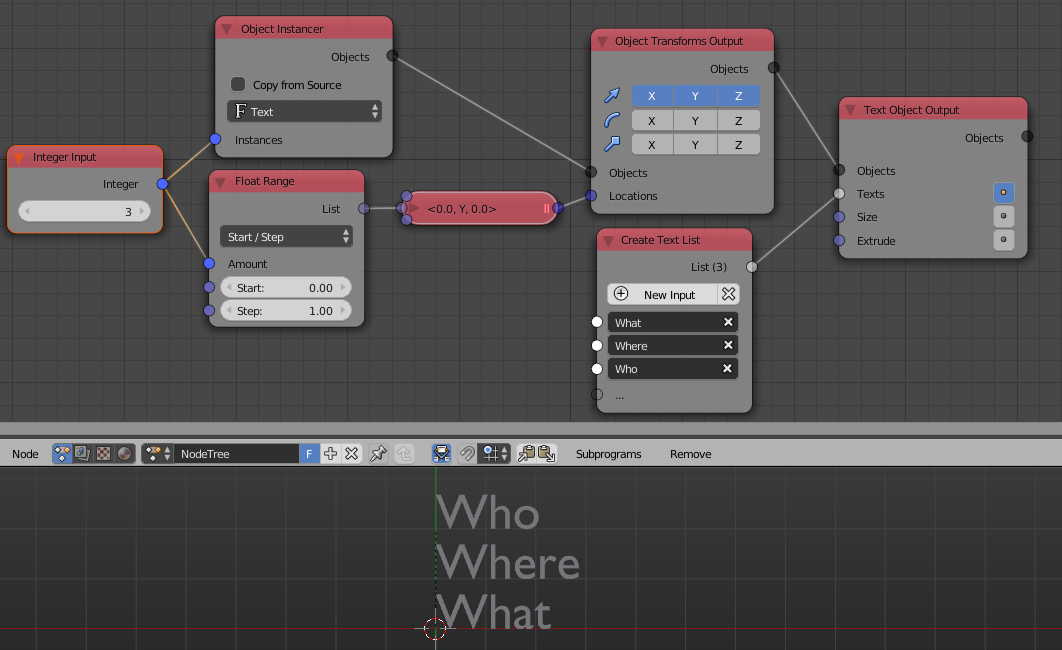 Object Instancer
Objects
Copy from Source
F Text
Instances
Integer Input
Integer
3
Float Range
List
Start / Step
Amount
Start: 0.00
Step: 1.00
<0.0, Y, 0.0>
Object Transforms Output
Objects
X Y Z
X Y Z
X Y Z
Objects
Locations
Create Text List
List (3)
New Input
What
Where
Who
...
Text Object Output
Objects
Objects
Texts
Size
Extrude
Node NodeTree F Subprograms Remove
Who
Where
What